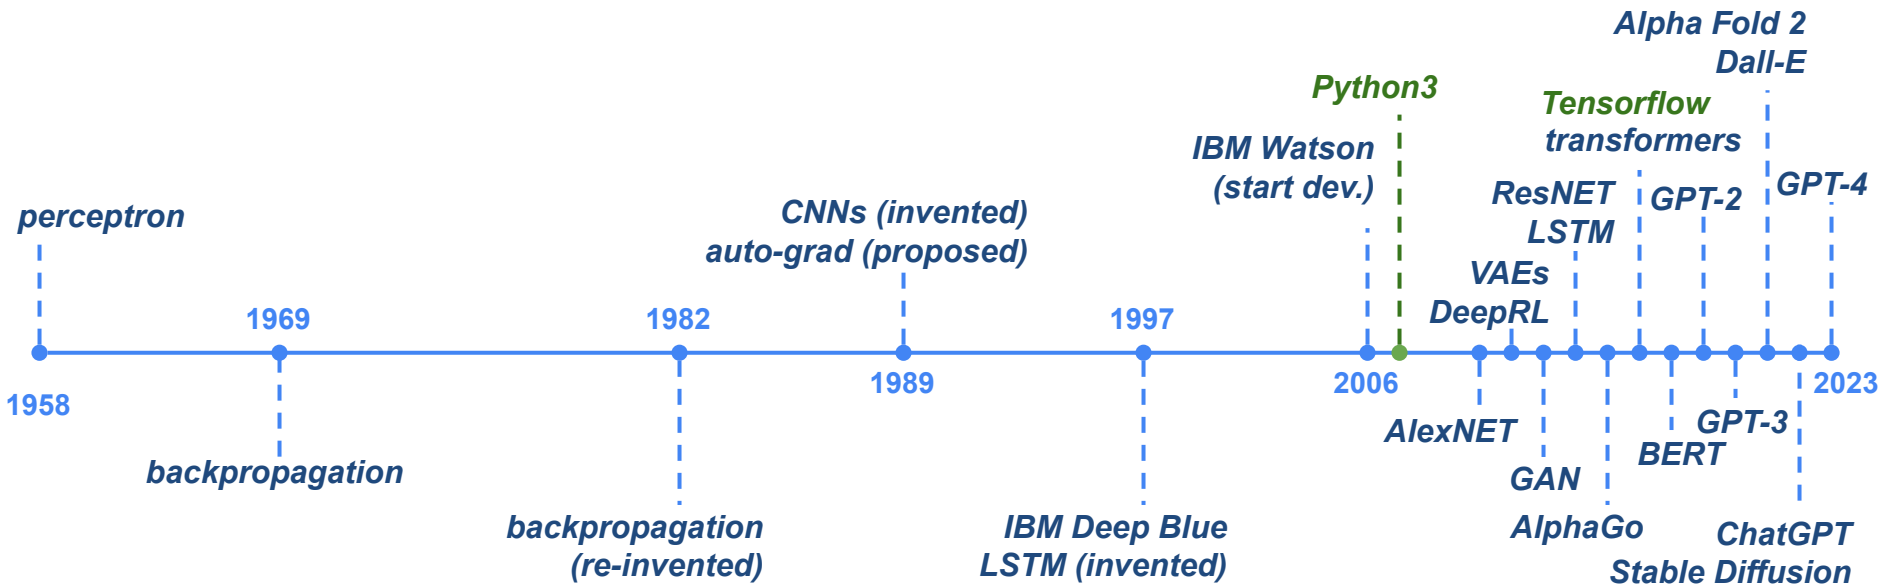 Alpha Fold 2
Dall-E
Python3
Tensorflow
transformers
IBM Watson
(start dev.)
GPT-4
ResNET
LSTM
GPT-2
perceptron
CNNs (invented)
auto-grad (proposed)
VAEs
DeepRL
1969
1982
1997
1958
1989
2006
2023
AlexNET
GPT-3
BERT
backpropagation
GAN
backpropagation
(re-invented)
IBM Deep Blue
LSTM (invented)
AlphaGo
ChatGPT
Stable Diffusion